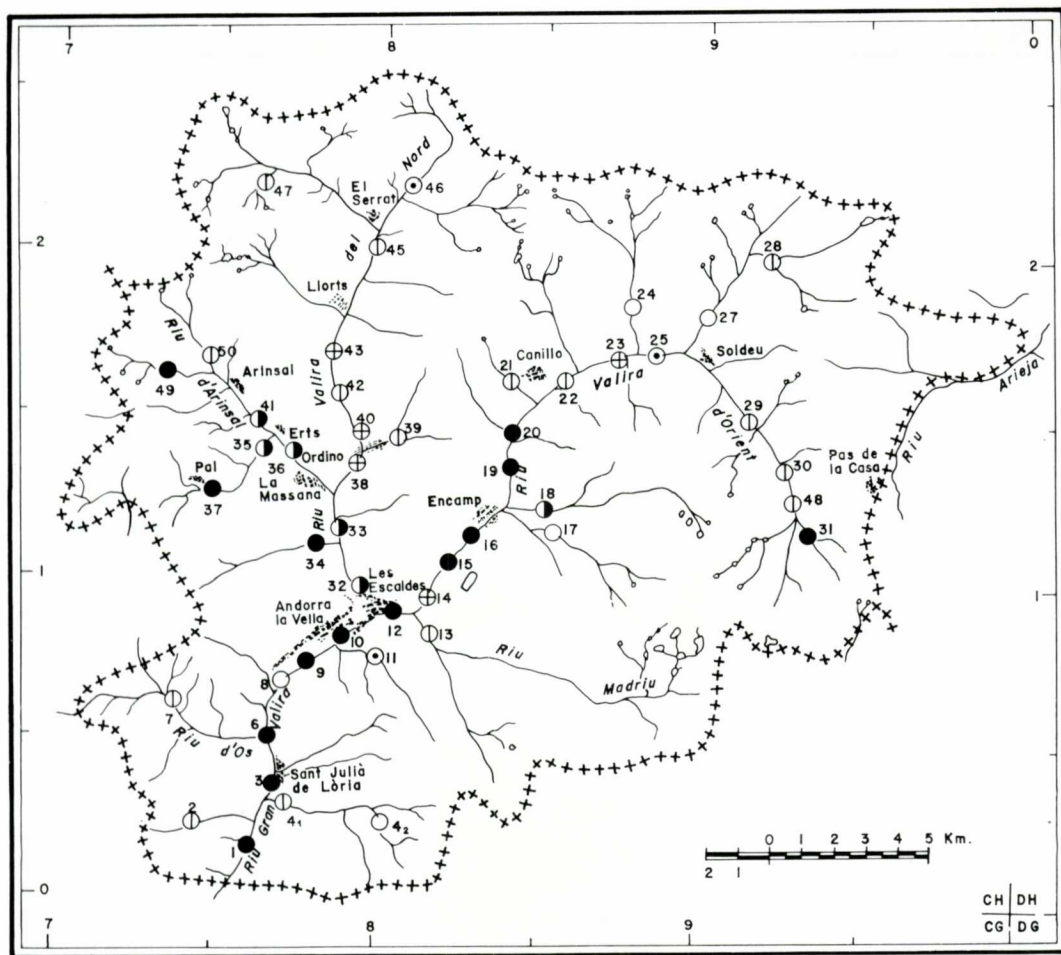 7 8 9 0
Nord
46
El
Serrat
47
del
45
2
28
2
Llorts
24
27
Riu
43
23
25
Soldeu
50
Canillo
21
22
Valira
49
Arinsal
Valira
42
Arieja
d'Arinsal
41
40
39
29
d'Orient
Erts
20
35
36
Ordino
38
30
Pas de
la Casa
Riu
Pal
La
Massana
19
Riu
37
Encamp
18
48
33
Riu
17
31
34
16
1
15
1
32
Les
Escaldes
14
Andorra
la Vella
12
13
10
Riu
9
11
Madriu
8
Valira
7
Riu
d'Os
6
3
Sant Julià
de Lòria
2
4₁
4₂
Gran
1
Riu
0 1 2 3 4 5 Km.
2 1
0
CH DH
CG DG
7 8 9